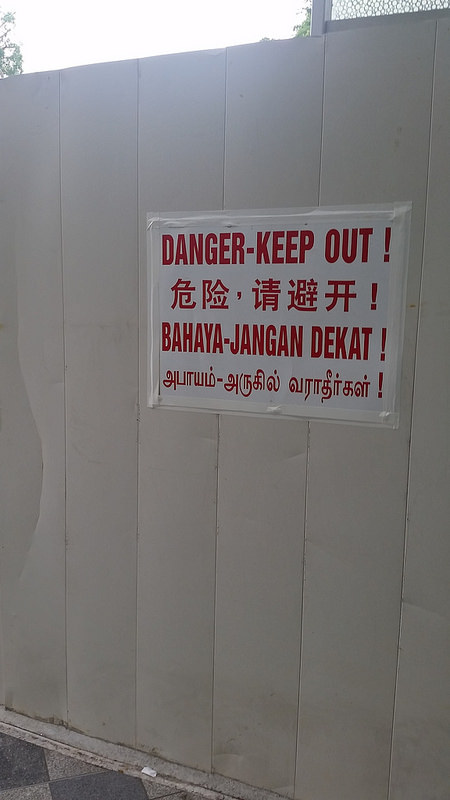 DANGER-KEEP OUT !
危险，请避开！
BAHAYA-JANGAN DEKAT !
அபாயம்-அருகில் வராதீர்கள் !